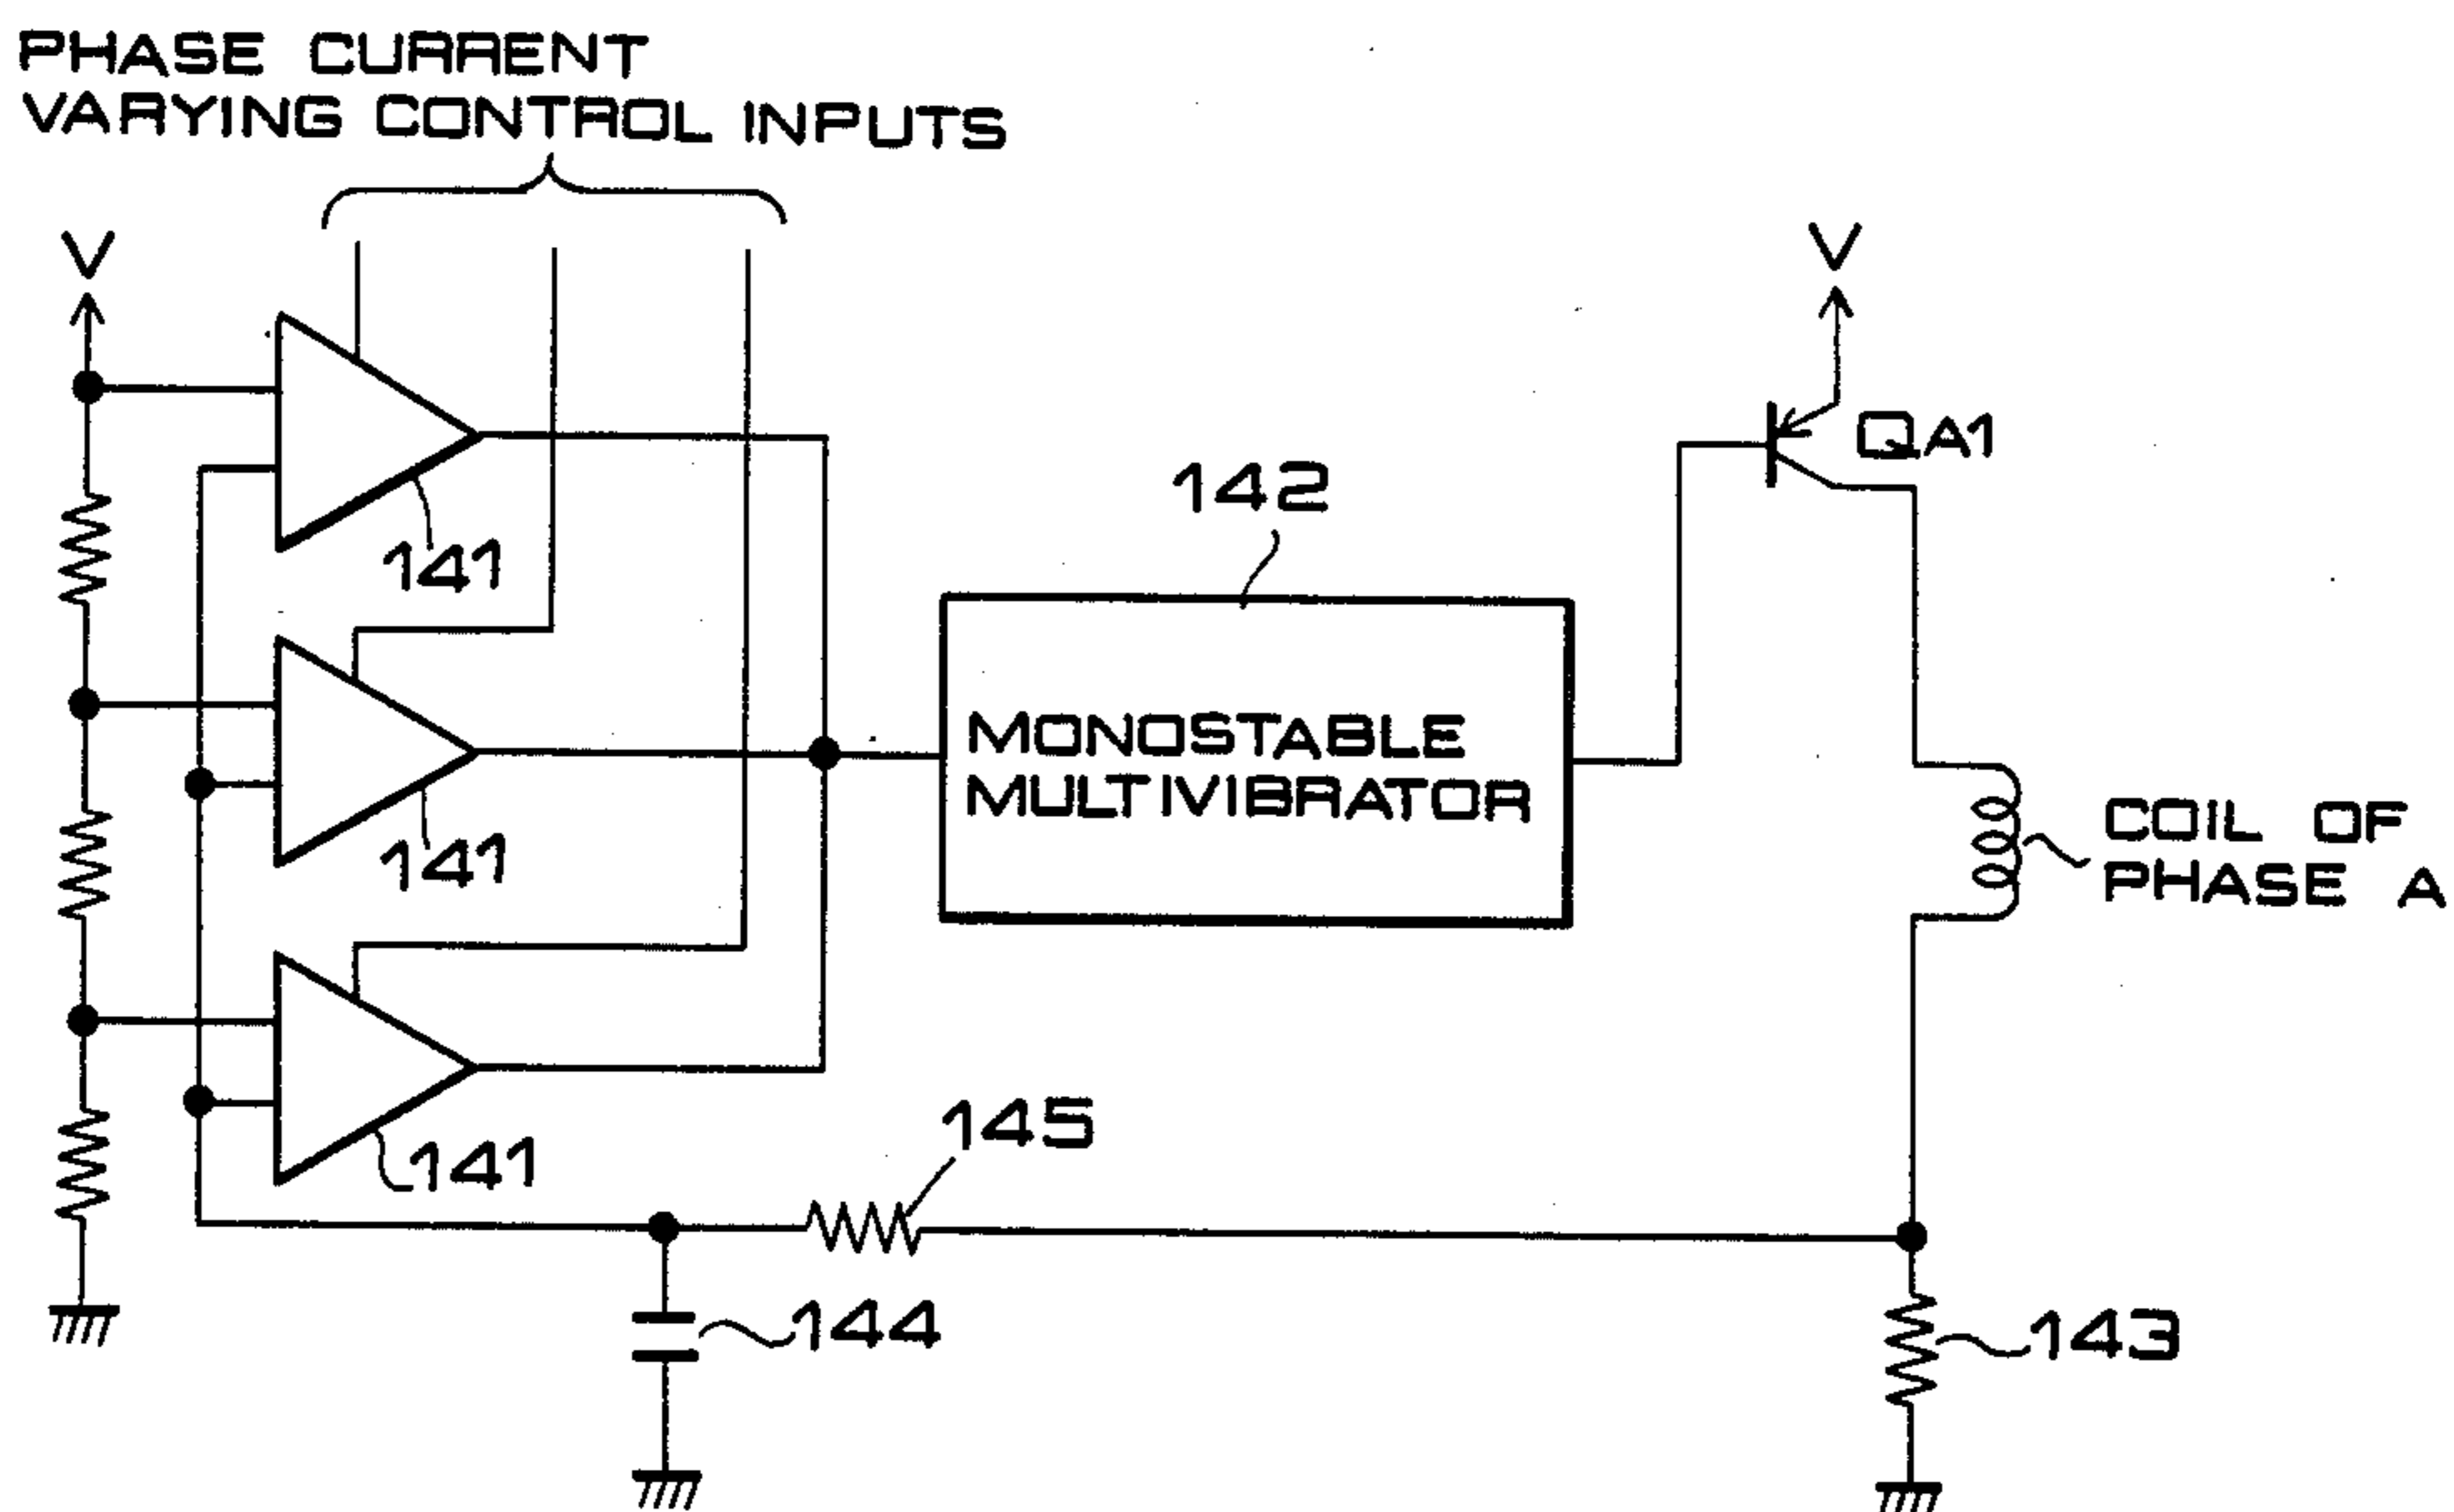 PHASE CURRENT
VARYING CONTROL INPUTS
V
V
QA1
142
141
MONOSTABLE
MULTIVIBRATOR
COIL OF
PHASE A
141
145
141
144
143